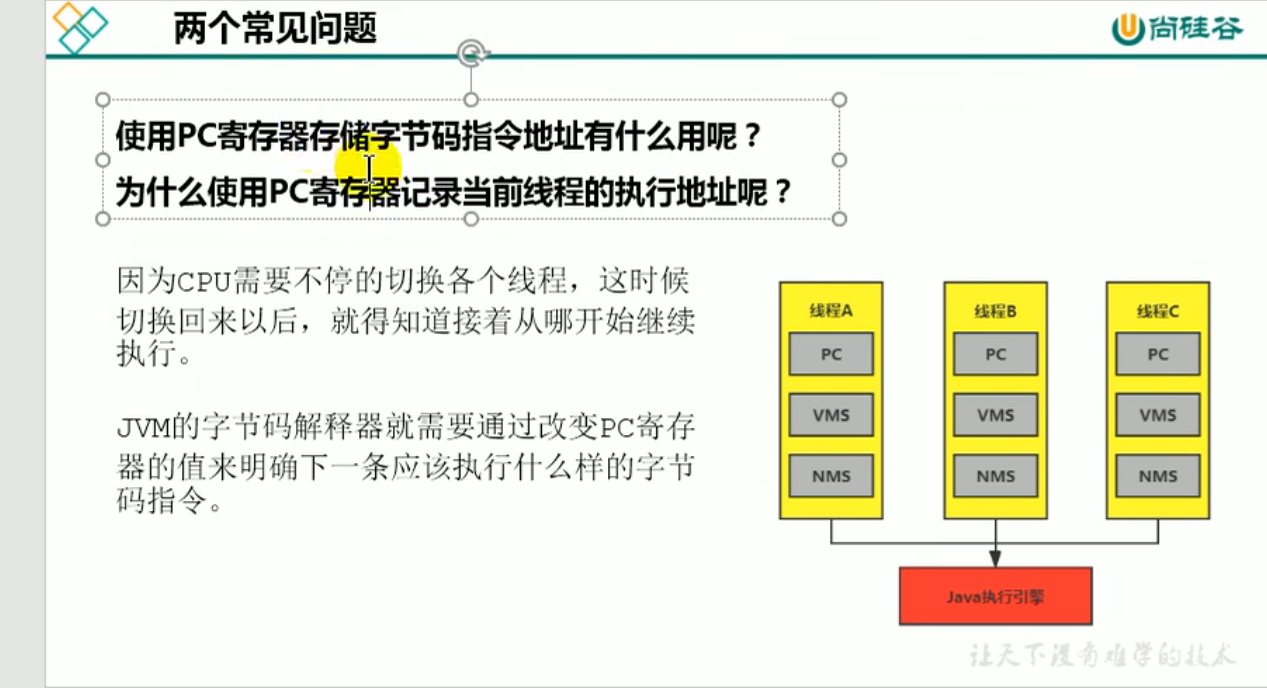 两个常见问题
尚硅谷
使用PC寄存器存储字节码指令地址有什么用呢？
为什么使用PC寄存器记录当前线程的执行地址呢？
因为CPU需要不停的切换各个线程，这时候
切换回来以后，就得知道接着从哪开始继续
执行。
JVM的字节码解释器就需要通过改变PC寄存
器的值来明确下一条应该执行什么样的字节
码指令。
线程A
PC
VMS
NMS
线程B
PC
VMS
NMS
线程C
PC
VMS
NMS
Java执行引擎
让天下没有难学的技术